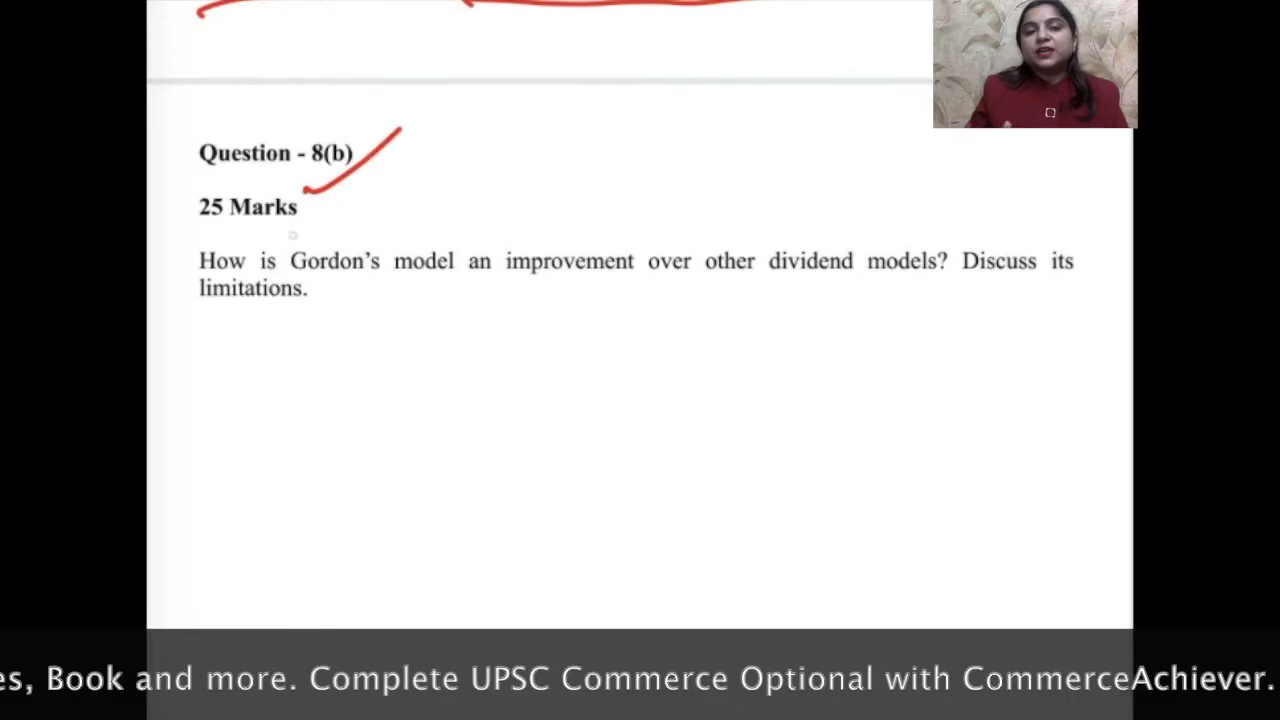 Question - 8(b)
25 Marks
How is Gordon’s model an improvement over other dividend models? Discuss its
limitations.
es, Book and more. Complete UPSC Commerce Optional with CommerceAchiever.